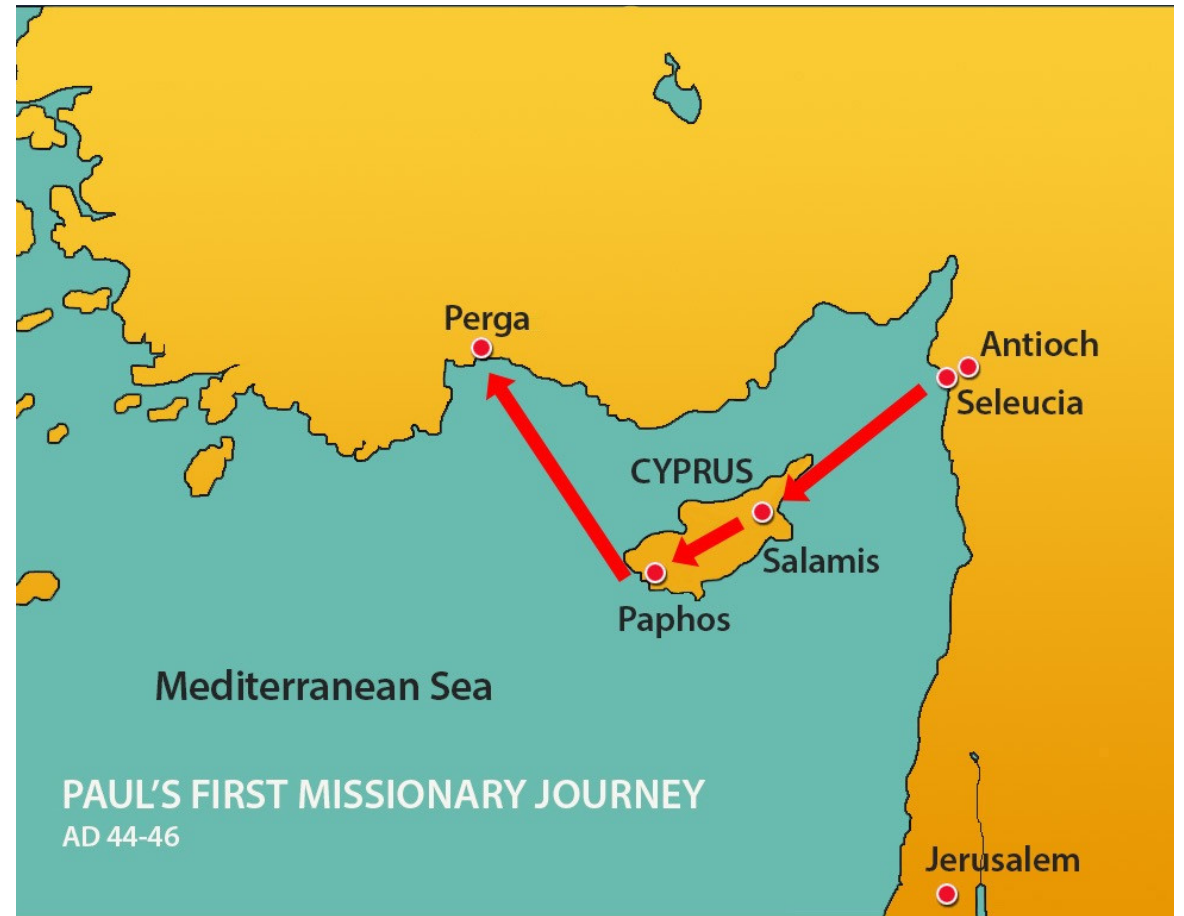 Perga
Antioch
Seleucia
CYPRUS
Salamis
Paphos
Mediterranean Sea
PAUL'S FIRST MISSIONARY JOURNEY
AD 44-46
Jerusalem